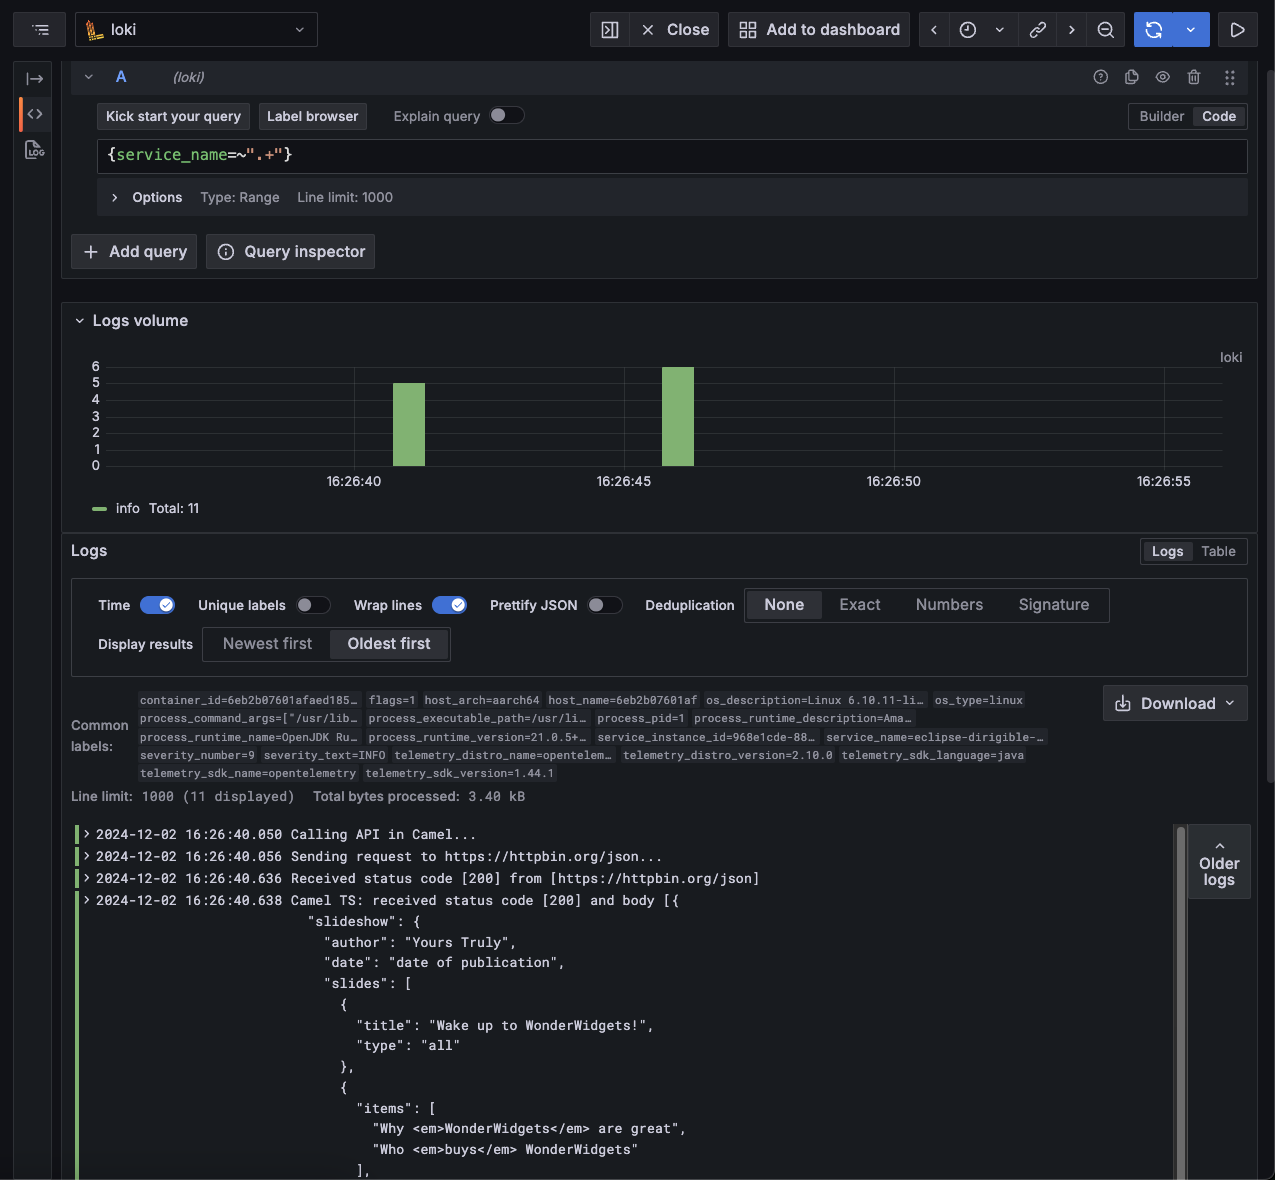 loki
Close
Add to dashboard
A
(loki)
Kick start your query
Label browser
Explain query
Builder
Code
{service_name=~".+"}
Options
Type: Range
Line limit: 1000
Add query
Query inspector
Logs volume
loki
6
5
4
3
2
1
0
16:26:40
16:26:45
16:26:50
16:26:55
info Total: 11
Logs
Logs
Table
Time
Unique labels
Wrap lines
Prettify JSON
Deduplication
None
Exact
Numbers
Signature
Display results
Newest first
Oldest first
Common labels:
container_id=6eb2b07601afaed185… flags=1 host_arch=aarch64 host_name=6eb2b07601af os_description=Linux 6.10.11-li… os_type=linux
process_command_args=["/usr/lib… process_executable_path=/usr/li… process_pid=1 process_runtime_description=Ama…
process_runtime_name=OpenJDK Ru… process_runtime_version=21.0.5+… service_instance_id=968e1cde-88… service_name=eclipse-dirigible-…
severity_number=9 severity_text=INFO telemetry_distro_name=opentelem… telemetry_distro_version=2.10.0 telemetry_sdk_language=java
telemetry_sdk_name=opentelemetry telemetry_sdk_version=1.44.1
Download
Line limit: 1000 (11 displayed) Total bytes processed: 3.40 kB
2024-12-02 16:26:40.050 Calling API in Camel...
2024-12-02 16:26:40.056 Sending request to https://httpbin.org/json...
2024-12-02 16:26:40.636 Received status code [200] from [https://httpbin.org/json]
2024-12-02 16:26:40.638 Camel TS: received status code [200] and body [{
"slideshow": {
"author": "Yours Truly",
"date": "date of publication",
"slides": [
{
"title": "Wake up to WonderWidgets!",
"type": "all"
},
{
"items": [
"Why <em>WonderWidgets</em> are great",
"Who <em>buys</em> WonderWidgets"
],
Older
logs
LOG